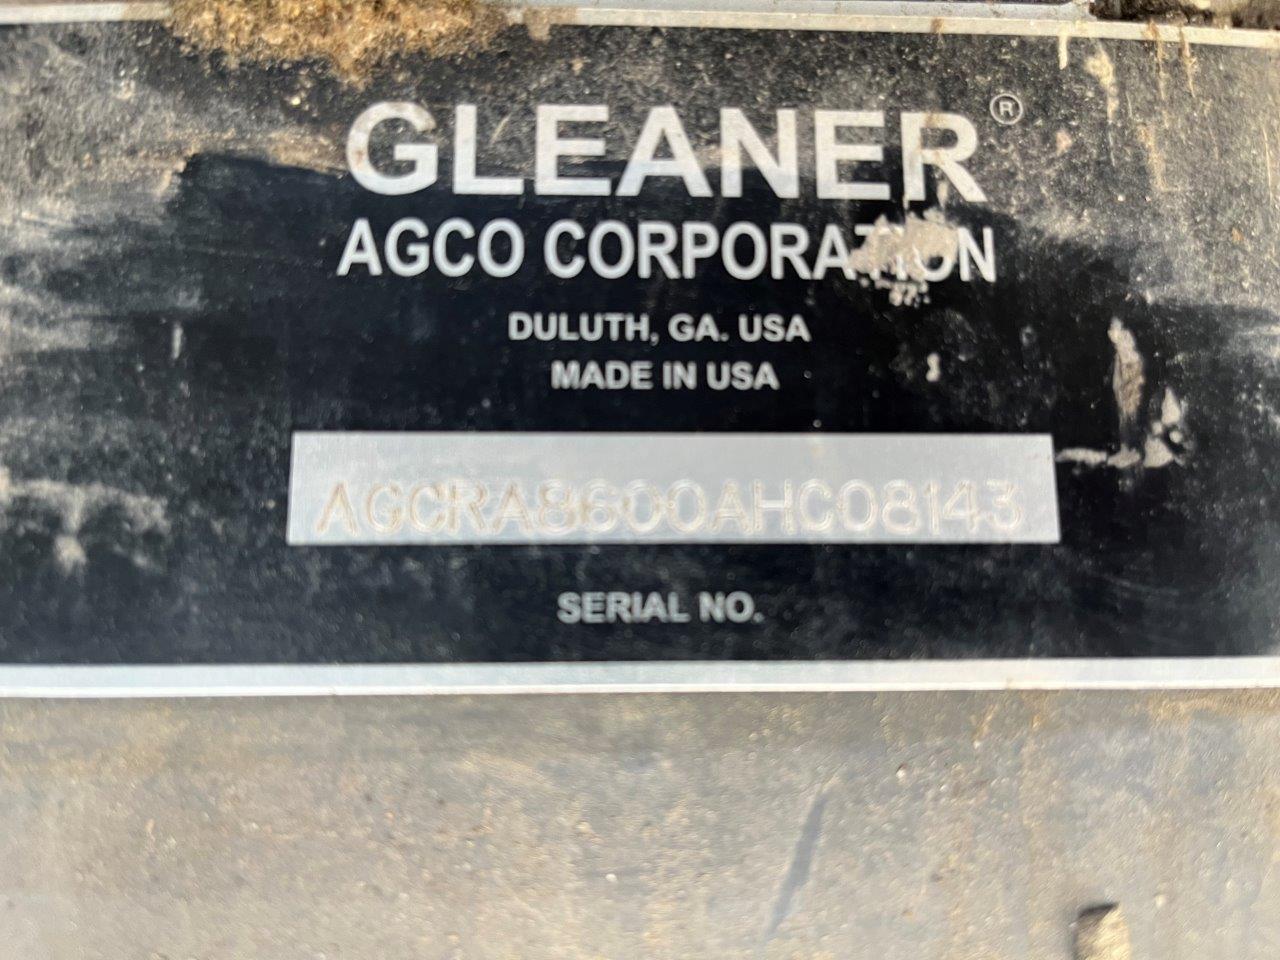 GLEANER®
AGCO CORPORATION
DULUTH, GA. USA
MADE IN USA
AGCRA8600AHC08143
SERIAL NO.